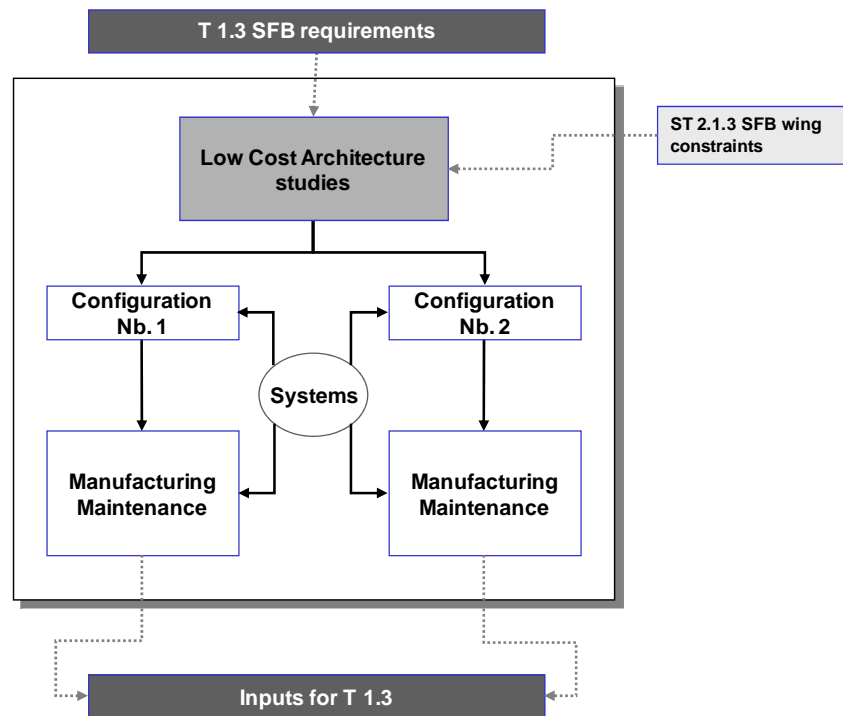 T 1.3 SFB requirements
ST 2.1.3 SFB wing
constraints
Low Cost Architecture
studies
Configuration
Nb. 1
Configuration
Nb. 2
Systems
Manufacturing
Maintenance
Manufacturing
Maintenance
Inputs for T 1.3